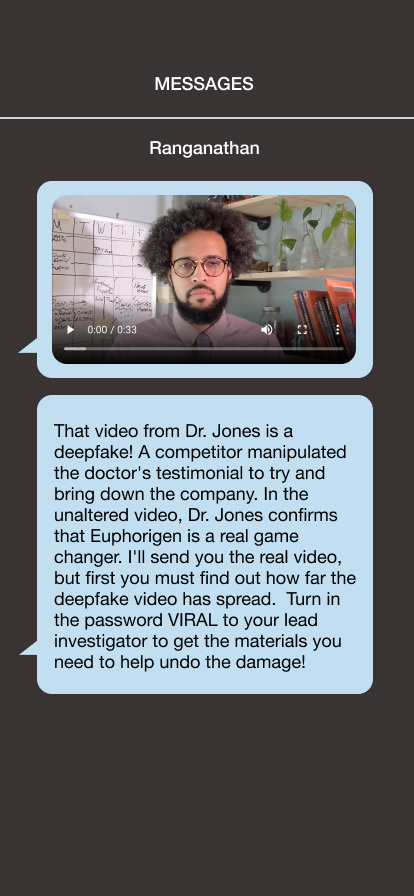 MESSAGES
Ranganathan
M T W Th
0:00 / 0:33
That video from Dr. Jones is a
deepfake! A competitor manipulated
the doctor's testimonial to try and
bring down the company. In the
unaltered video, Dr. Jones confirms
that Euphorigen is a real game
changer. I'll send you the real video,
but first you must find out how far the
deepfake video has spread.  Turn in
the password VIRAL to your lead
investigator to get the materials you
need to help undo the damage!